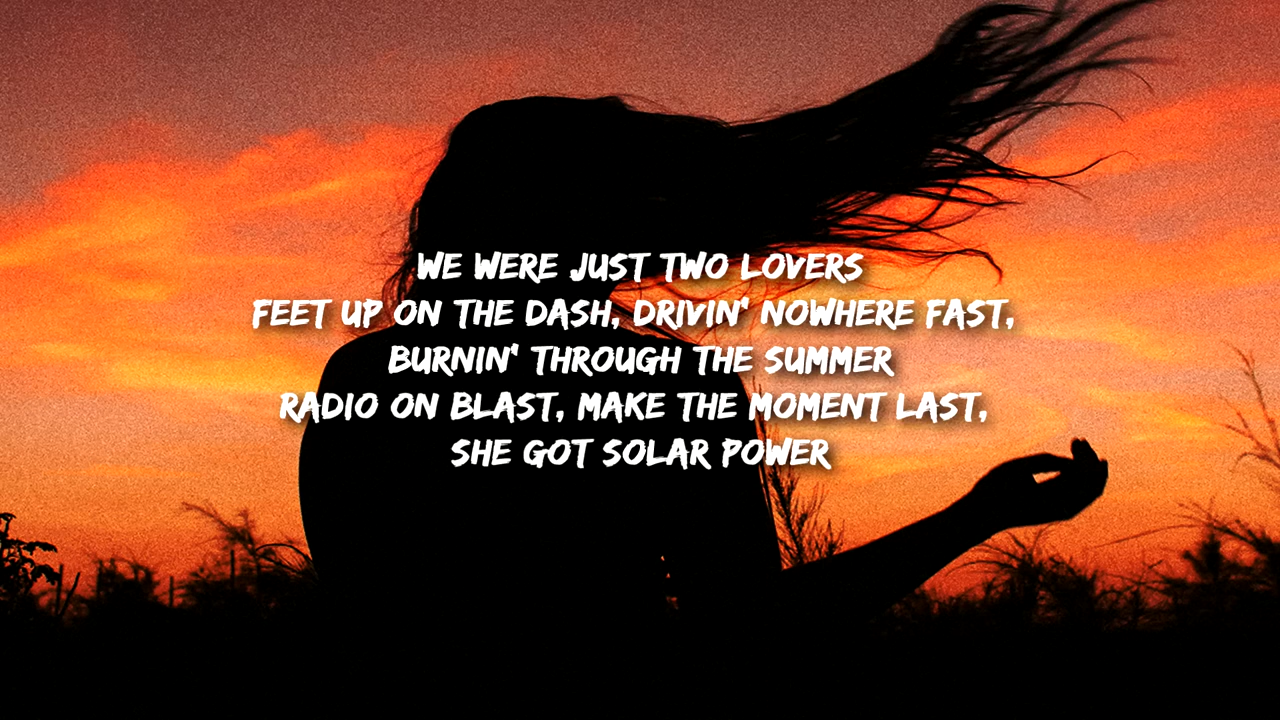 WE WERE JUST TWO LOVERS
FEET UP ON THE DASH, DRIVIN' NOWHERE FAST,
BURNIN' THROUGH THE SUMMER
RADIO ON BLAST, MAKE THE MOMENT LAST,
SHE GOT SOLAR POWER